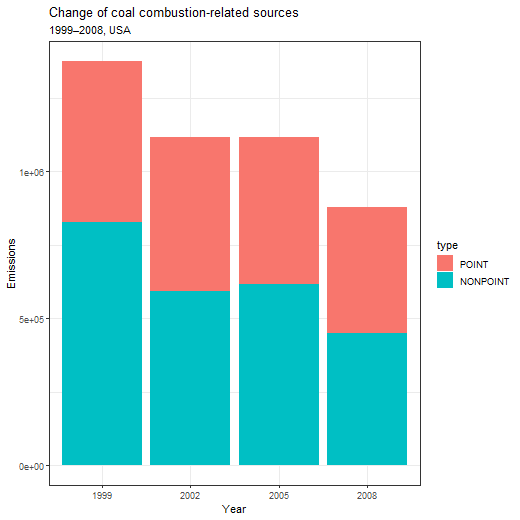 Change of coal combustion-related sources
1999–2008, USA
1e+06
5e+05
0e+00
Emissions
1999 2002 2005 2008
Year
type
POINT
NONPOINT